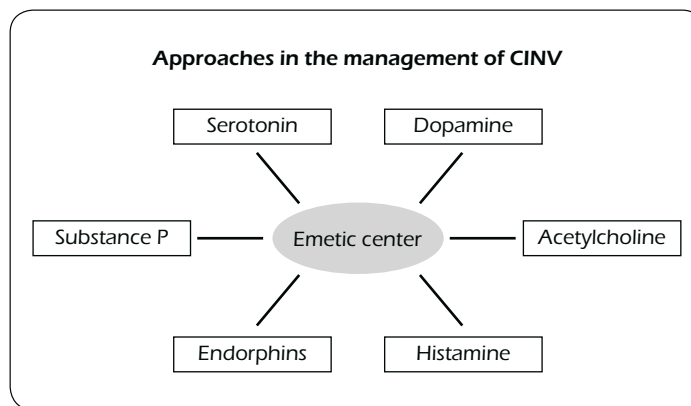 Approaches in the management of CINV
Serotonin
Dopamine
Substance P
Emetic center
Acetylcholine
Endorphins
Histamine